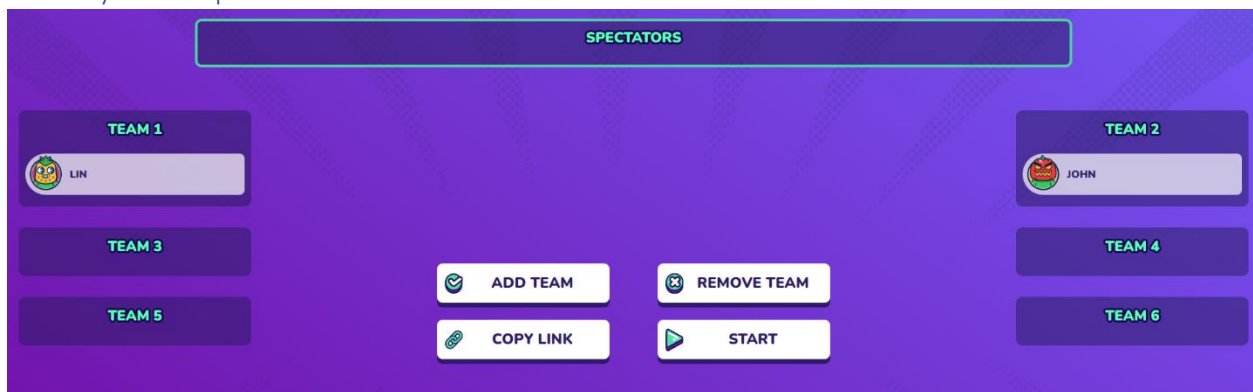 SPECTATORS
TEAM 1
TEAM 2
LIN
JOHN
TEAM 3
TEAM 4
ADD TEAM
REMOVE TEAM
TEAM 5
TEAM 6
COPY LINK
START